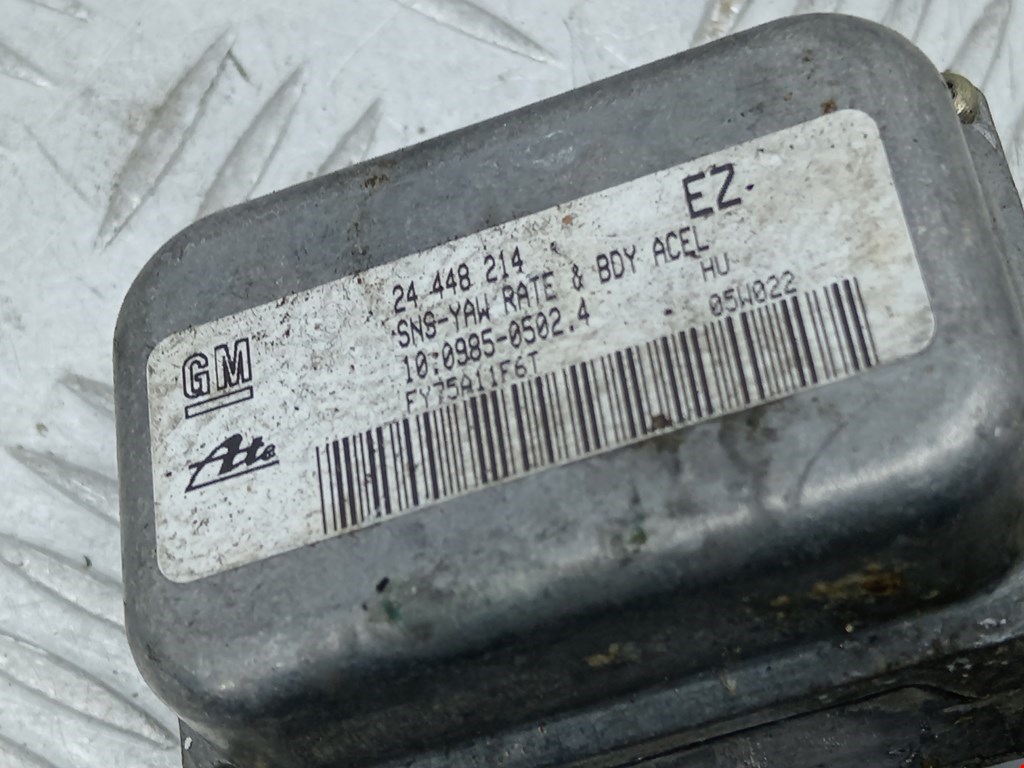 EZ.
24 448 214
SNS-YAW RATE & BDY ACEL
10.0985-0502.4
HU
FY75A11F6T
05W022
GM
Ate